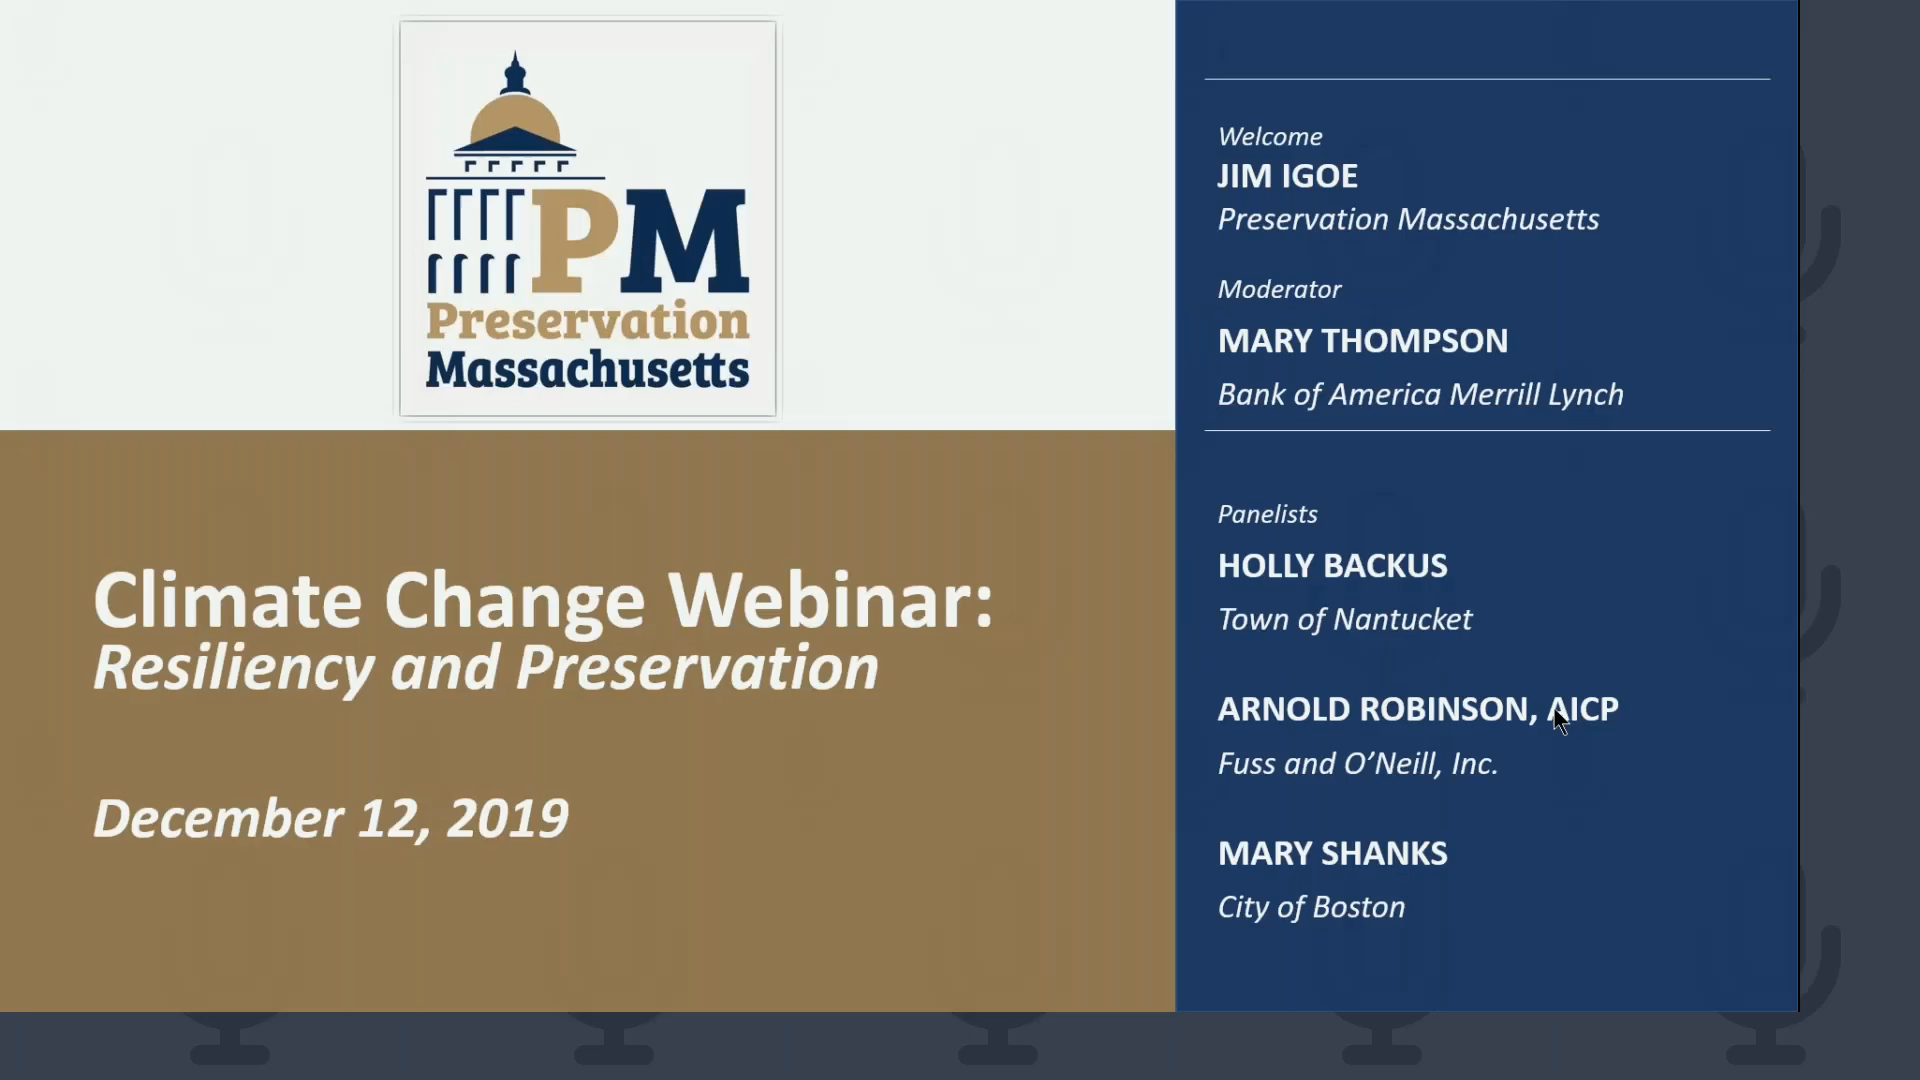 PM
Preservation
Massachusetts
Climate Change Webinar:
Resiliency and Preservation
December 12, 2019
Welcome
JIM IGOE
Preservation Massachusetts
Moderator
MARY THOMPSON
Bank of America Merrill Lynch
Panelists
HOLLY BACKUS
Town of Nantucket
ARNOLD ROBINSON, AICP
Fuss and O’Neill, Inc.
MARY SHANKS
City of Boston